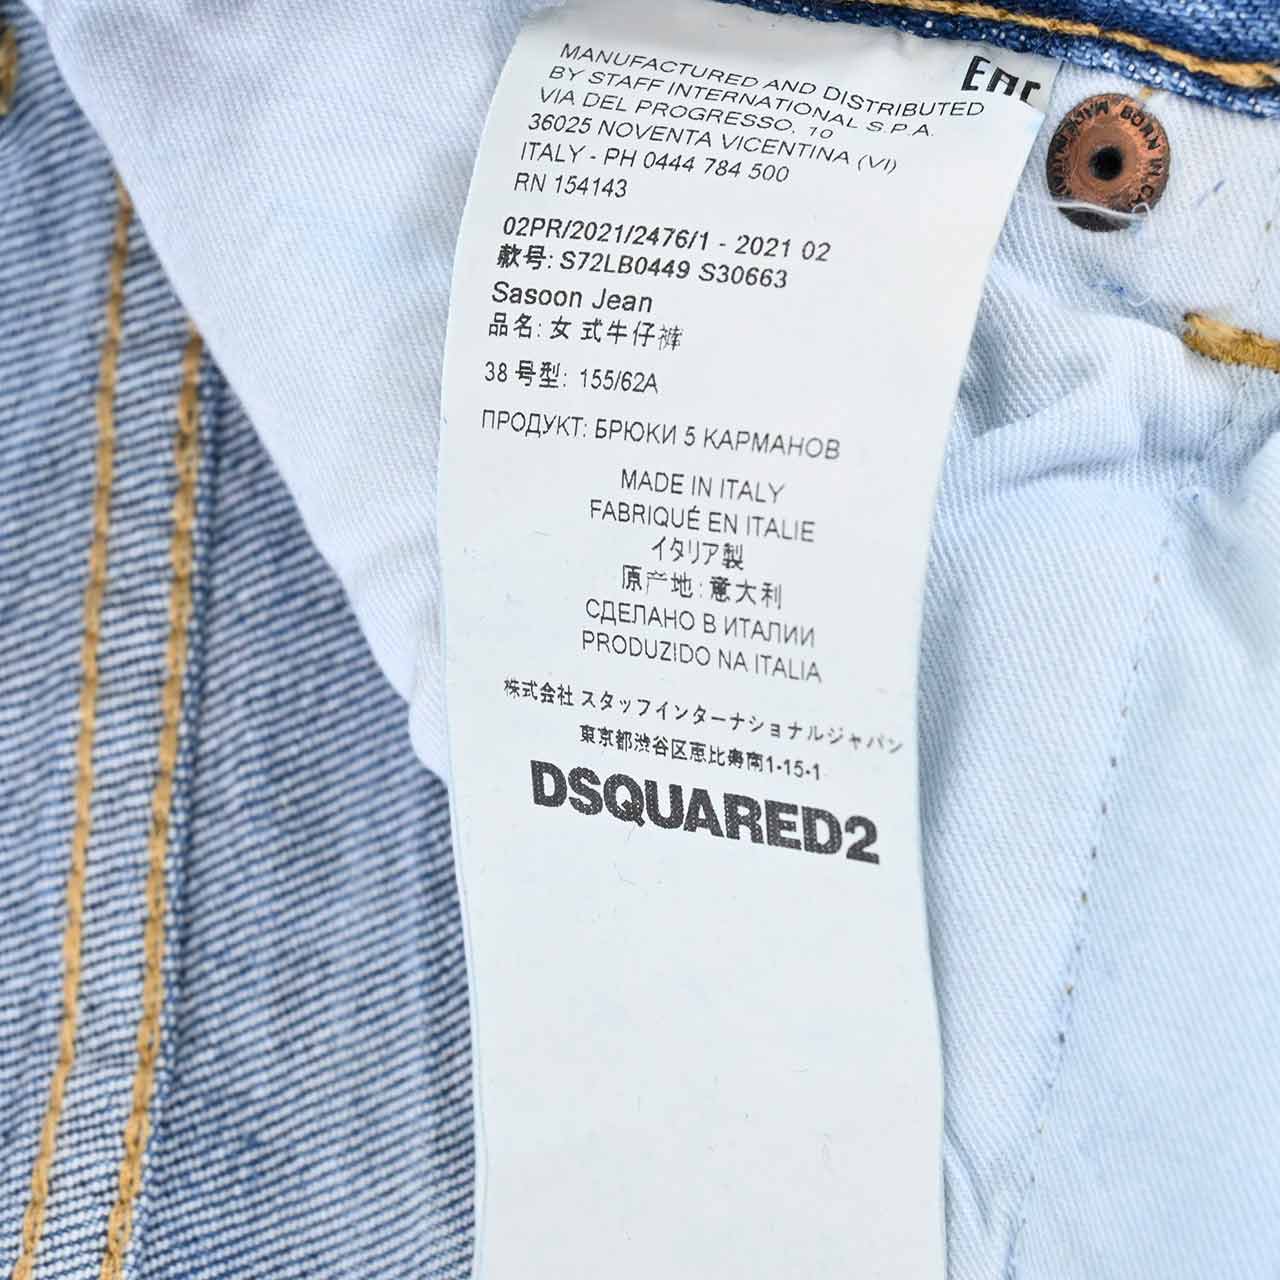 MANUFACTURED AND DISTRIBUTED
BY STAFF INTERNATIONAL S.P.A.
VIA DEL PROGRESSO, 10
36025 NOVENTA VICENTINA (VI)
ITALY - PH 0444 784 500
RN 154143
02PR/2021/2476/1 - 2021 02
款号: S72LB0449 S30663
Sasoon Jean
品名: 女 式牛仔裤
38 号型: 155/62A
ПРОДУКТ: БРЮКИ 5 КАРМАНОВ
MADE IN ITALY
FABRIQUÉ EN ITALIE
イタリア製
原产地: 意大利
СДЕЛАНО В ИТАЛИИ
PRODUZIDO NA ITALIA
株式会社 スタッフインターナショナルジャパン
東京都渋谷区恵比寿南1-15-1
DSQUARED2
EAC
BORN IN
MADE IN